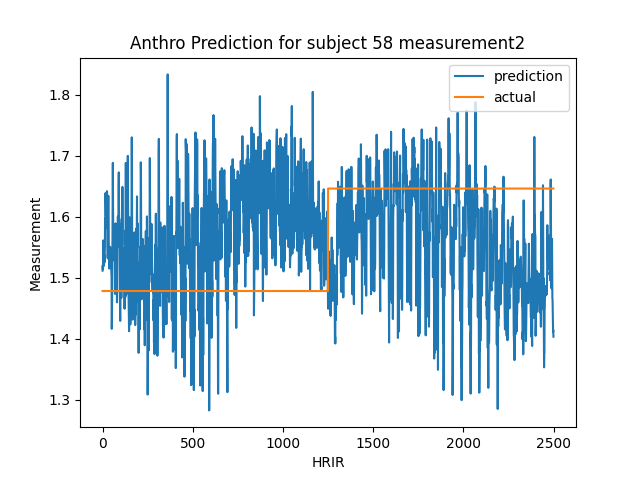 Anthro Prediction for subject 58 measurement2
prediction
actual
Measurement
1.8
1.7
1.6
1.5
1.4
1.3
0
500
1000
1500
2000
2500
HRIR